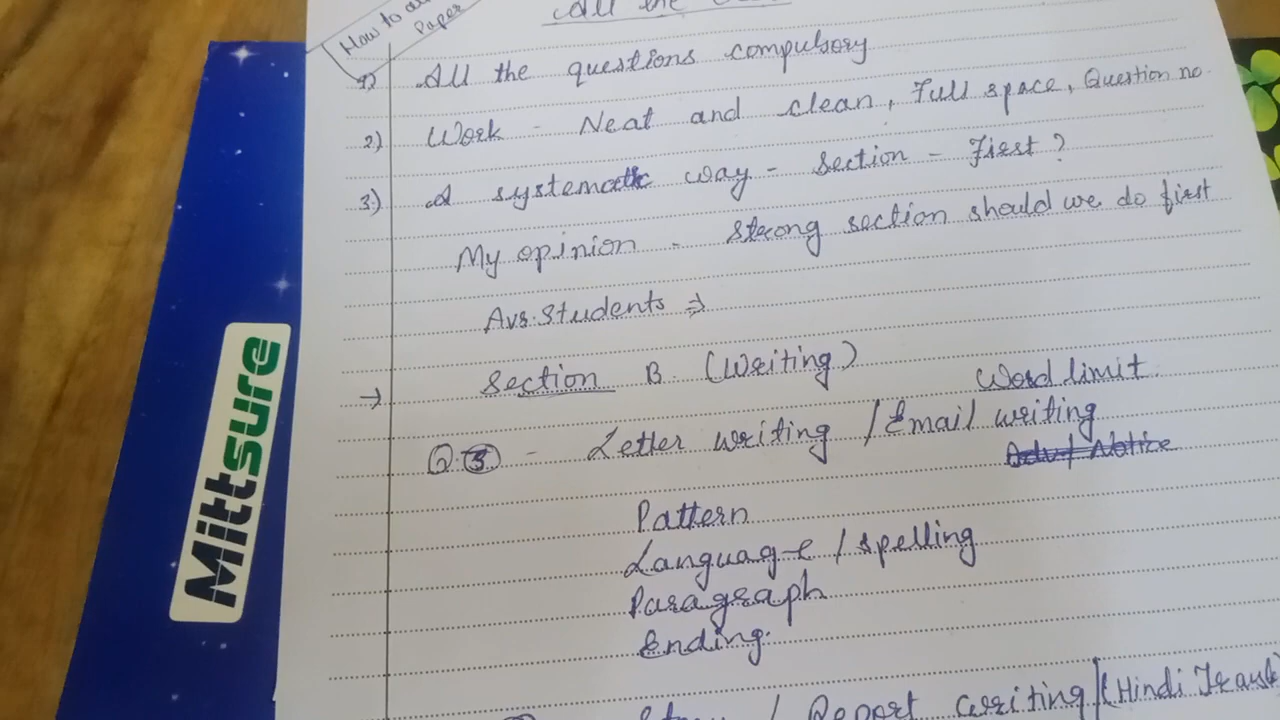 How to
Paper
All the
1) All the questions compulsory
2.) Work - Neat and clean, Full space, Question no.
3.) A systematic way - Section - First?
My opinion - Strong section should we do first
Avg. Students ⇒
→ Section B. (Writing)
Word limit
Q.3 - Letter writing / Email writing
Adv / Notice
Pattern
Language / spelling
Paragraph
Ending.
/ Report writing / (Hindi
Mittsure